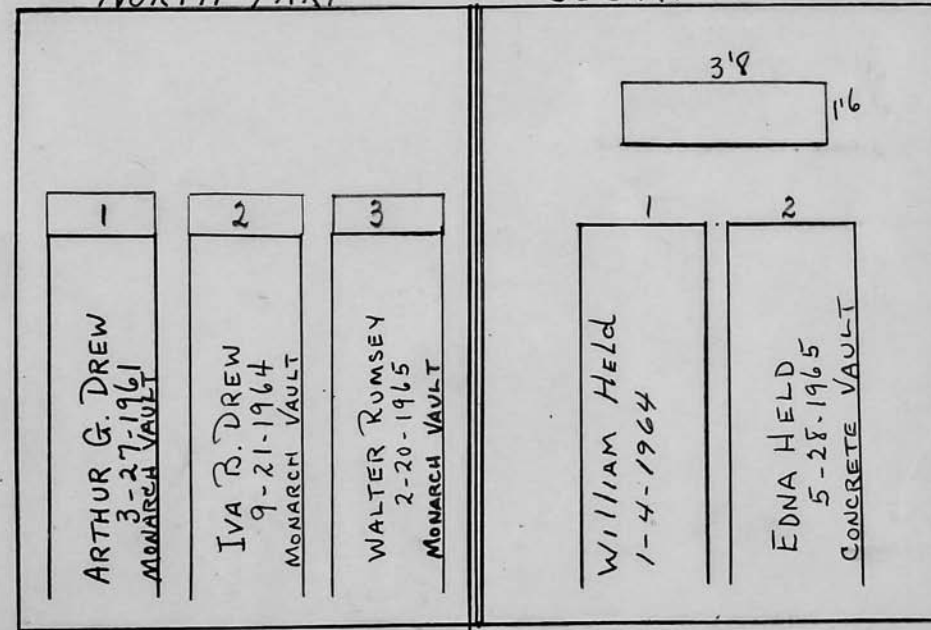 NORTH PART
3'8
1'6
1
ARTHUR G. DREW
3-27-1961
MONARCH VAULT
2
IVA B. DREW
9-21-1964
MONARCH VAULT
3
WALTER RUMSEY
2-20-1965
MONARCH VAULT
1
William Held
1-4-1964
2
EDNA HELD
5-28-1965
CONCRETE VAULT